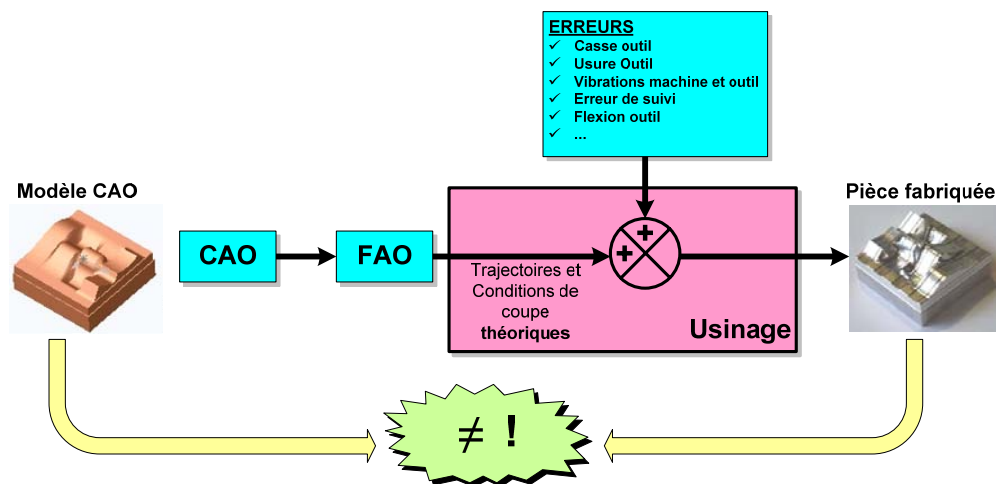 ERREURS
✓ Casse outil
✓ Usure Outil
✓ Vibrations machine et outil
✓ Erreur de suivi
✓ Flexion outil
✓ ...
Modèle CAO
Pièce fabriquée
CAO
FAO
+
+
Trajectoires et
Conditions de
coupe
théoriques
Usinage
≠ !